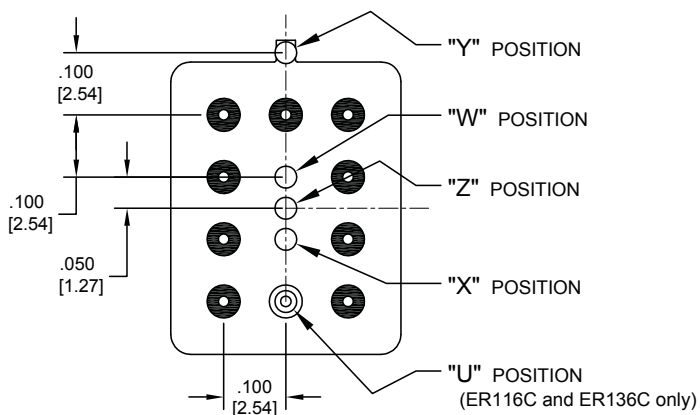 "Y" POSITION
.100
[2.54]
"W" POSITION
"Z" POSITION
.100
[2.54]
.050
[1.27]
"X" POSITION
"U" POSITION
(ER116C and ER136C only)
.100
[2.54]